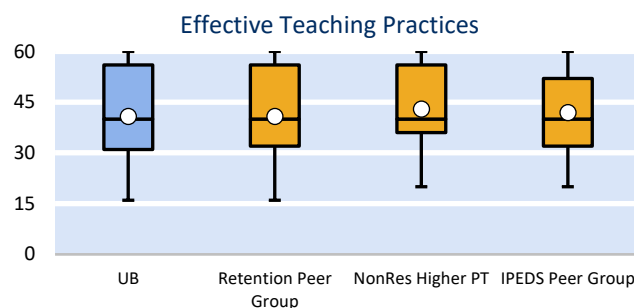 Effective Teaching Practices
60
45
30
15
0
UB
Retention Peer
Group
NonRes Higher PT
IPEDS Peer Group